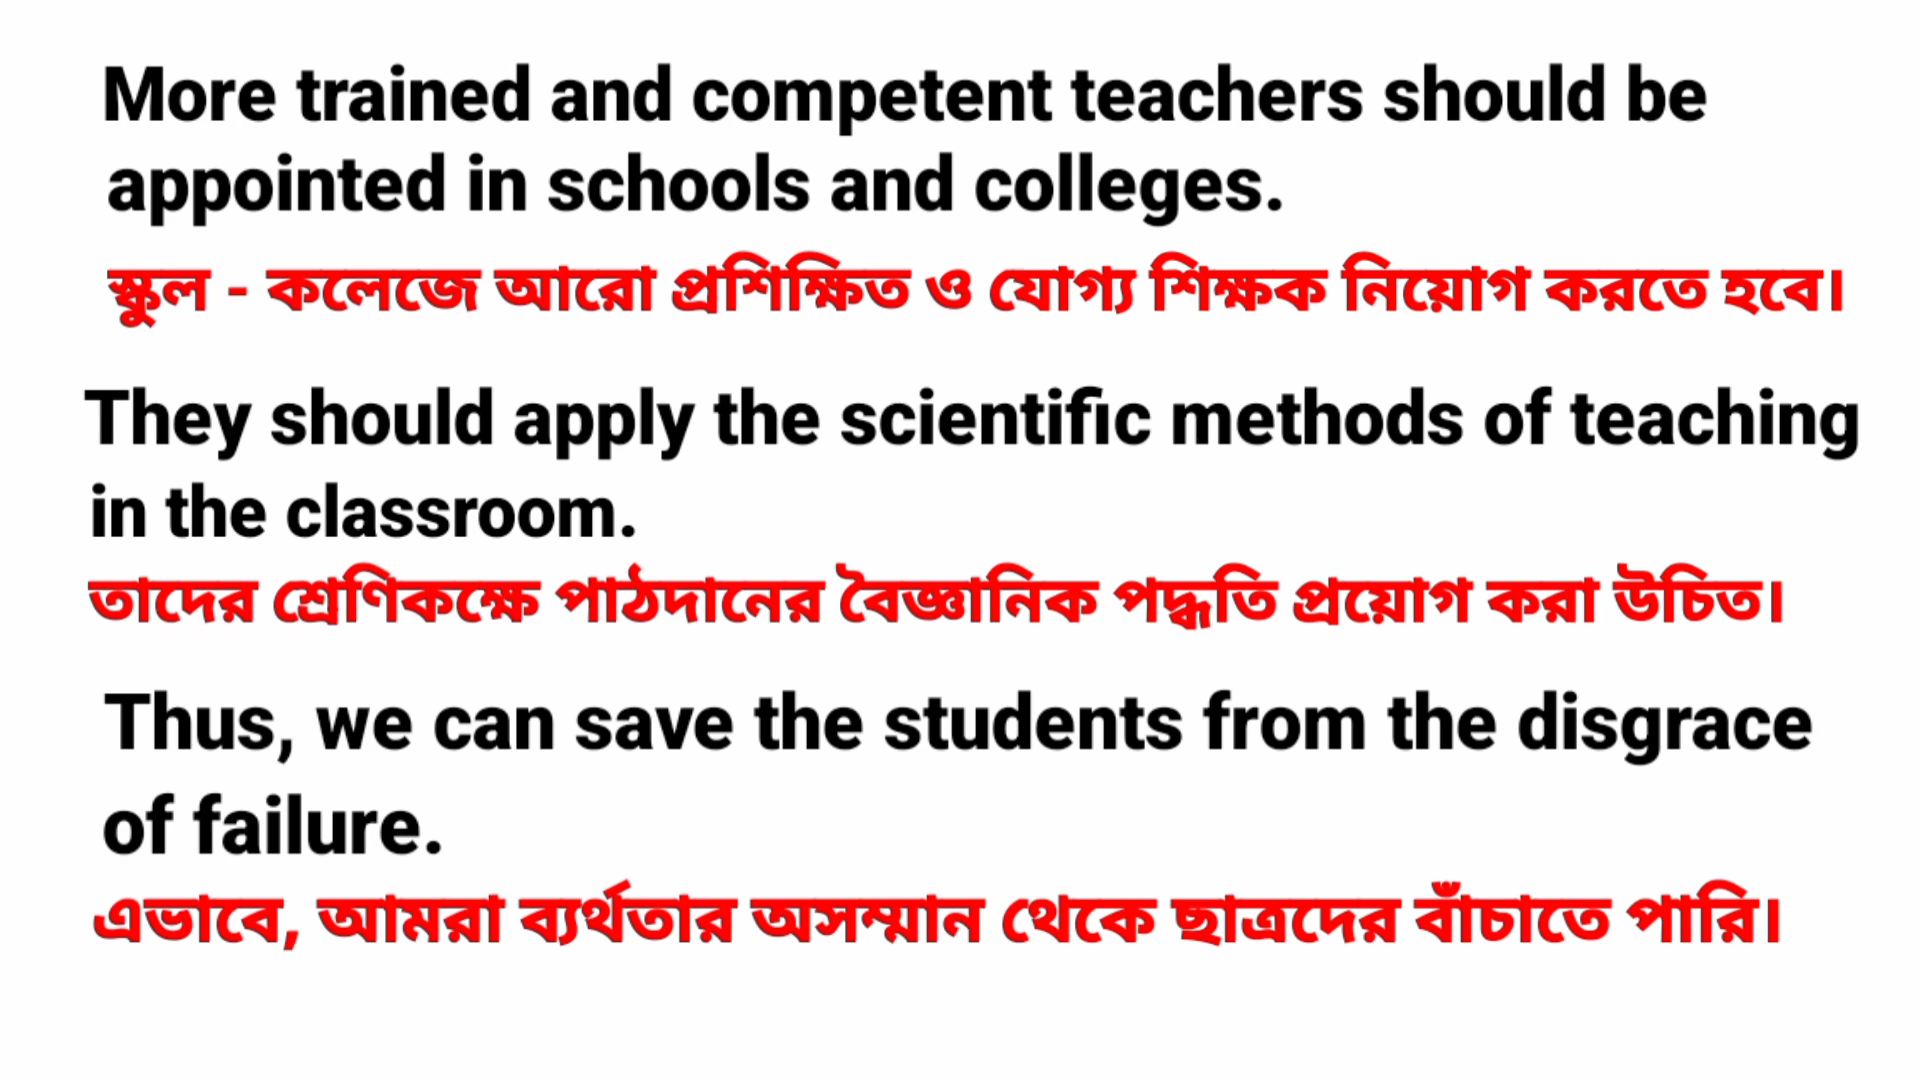 More trained and competent teachers should be
appointed in schools and colleges.
স্কুল - কলেজে আরো প্রশিক্ষিত ও যোগ্য শিক্ষক নিয়োগ করতে হবে।
They should apply the scientific methods of teaching
in the classroom.
তাদের শ্রেণিকক্ষে পাঠদানের বৈজ্ঞানিক পদ্ধতি প্রয়োগ করা উচিত।
Thus, we can save the students from the disgrace
of failure.
এভাবে, আমরা ব্যর্থতার অসম্মান থেকে ছাত্রদের বাঁচাতে পারি।